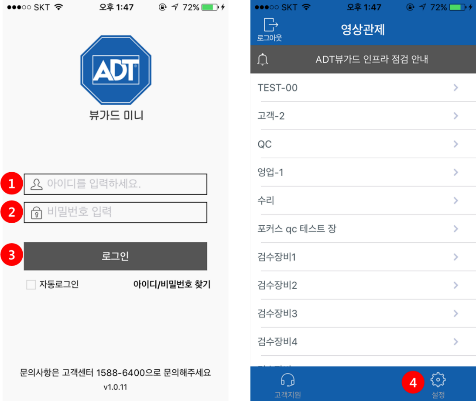 ●●●○○ SKT 오후 1:47 72%
ADT
뷰가드 미니
1 아이디를 입력하세요.
2 비밀번호 입력
3 로그인
자동로그인 아이디/비밀번호 찾기
문의사항은 고객센터 1588-6400으로 문의해주세요
v1.0.11
●●●○○ SKT 오후 1:47 72%
로그아웃 영상관제
ADT뷰가드 인프라 점검 안내
TEST-00
고객-2
QC
영업-1
수리
포커스 qc 테스트 장
검수장비1
검수장비2
검수장비3
검수장비4
고객지원 4 설정